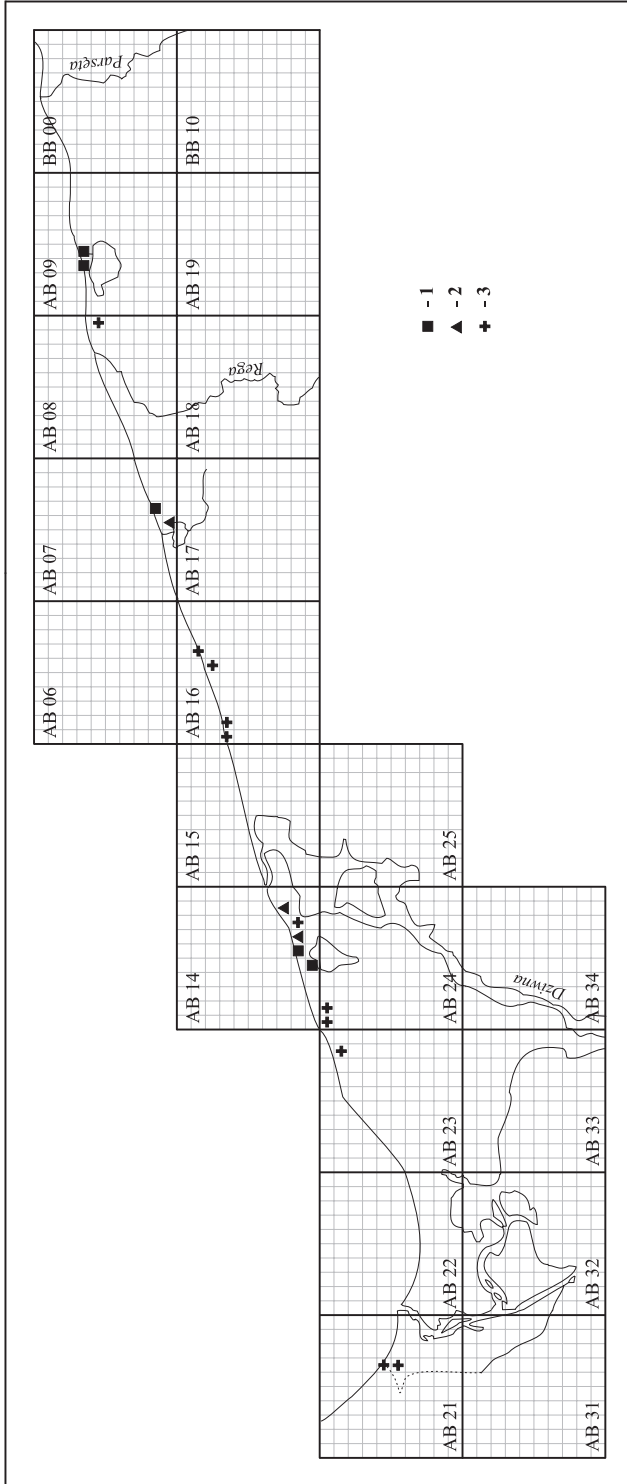 AB 06
AB 07
AB 08
AB 09
BB 00
Parsęta
AB 14
AB 15
AB 16
AB 17
AB 18
AB 19
BB 10
Rega
AB 21
AB 22
AB 23
AB 24
AB 25
AB 31
AB 32
AB 33
AB 34
Dziwna
- 1
- 2
- 3